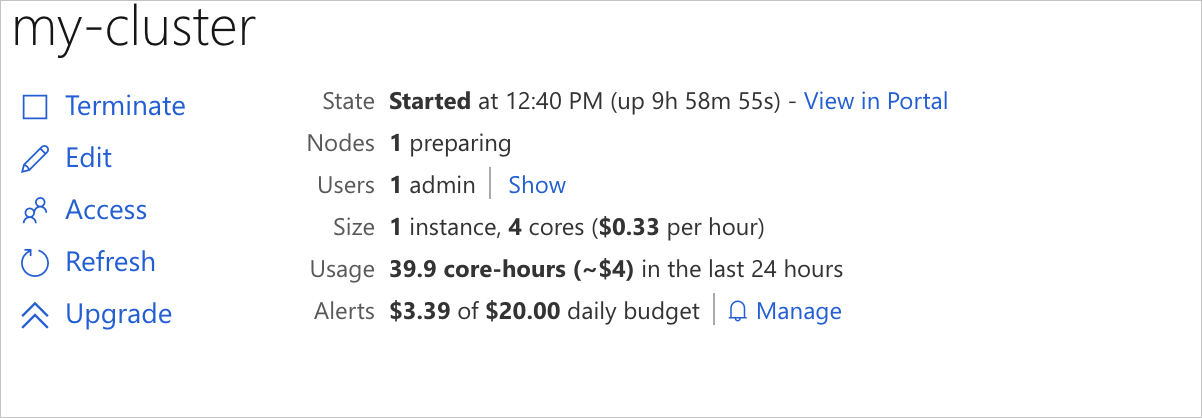 my-cluster
Terminate
Edit
Access
Refresh
Upgrade
State Started at 12:40 PM (up 9h 58m 55s) - View in Portal
Nodes 1 preparing
Users 1 admin | Show
Size 1 instance, 4 cores ($0.33 per hour)
Usage 39.9 core-hours (~$4) in the last 24 hours
Alerts $3.39 of $20.00 daily budget | Manage